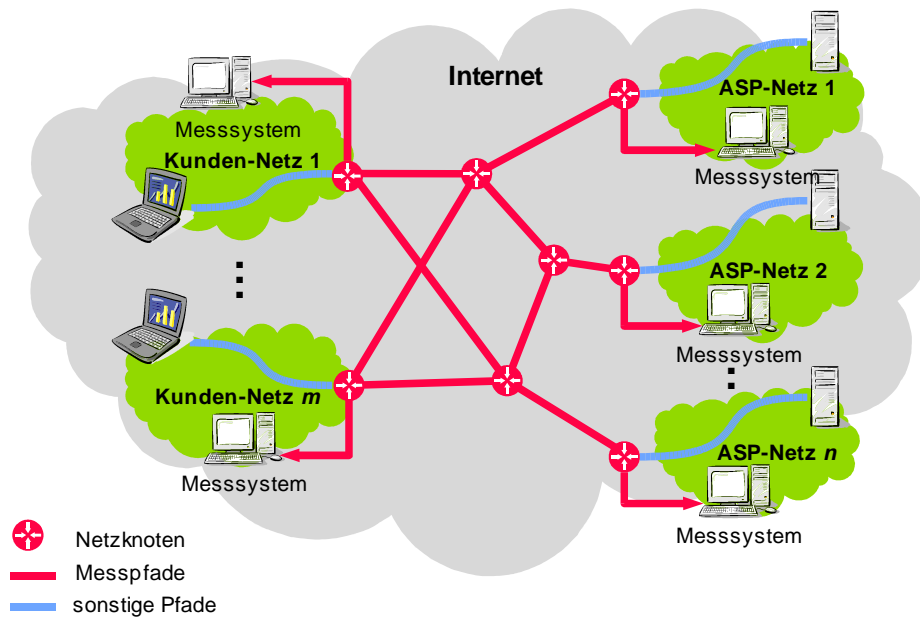 Internet
Messsystem
Kunden-Netz 1
ASP-Netz 1
Messsystem
ASP-Netz 2
Messsystem
Kunden-Netz m
Messsystem
ASP-Netz n
Messsystem
Netzknoten
Messpfade
sonstige Pfade